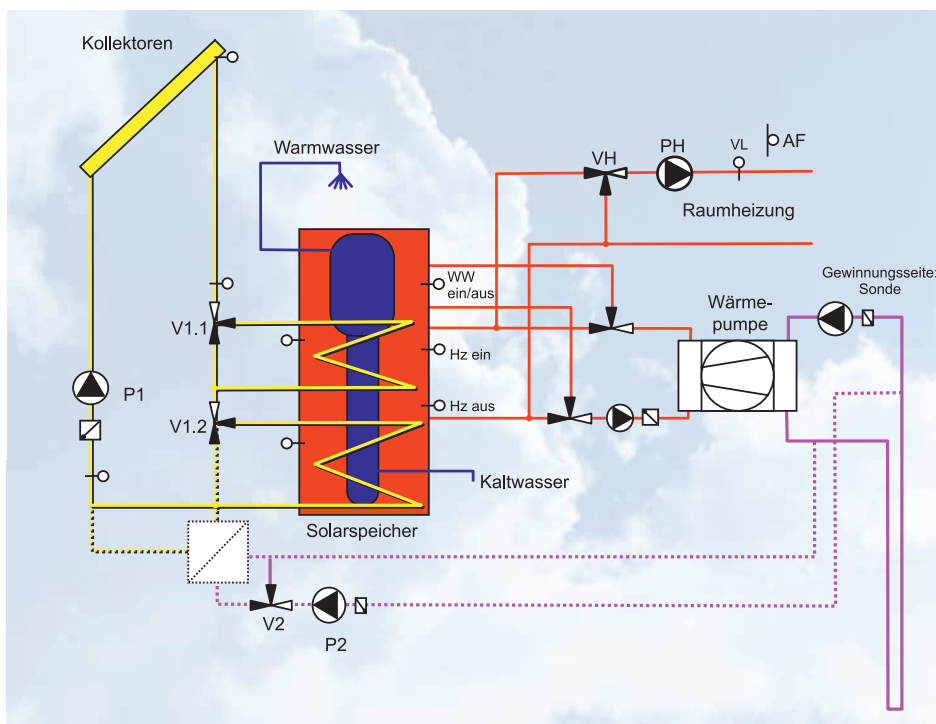 Kollektoren
Warmwasser
VH
PH
VL
AF
Raumheizung
WW
ein/aus
Gewinnungsseite:
Sonde
Wärme-
pumpe
V1.1
Hz ein
P1
Hz aus
V1.2
Kaltwasser
Solarspeicher
V2
P2